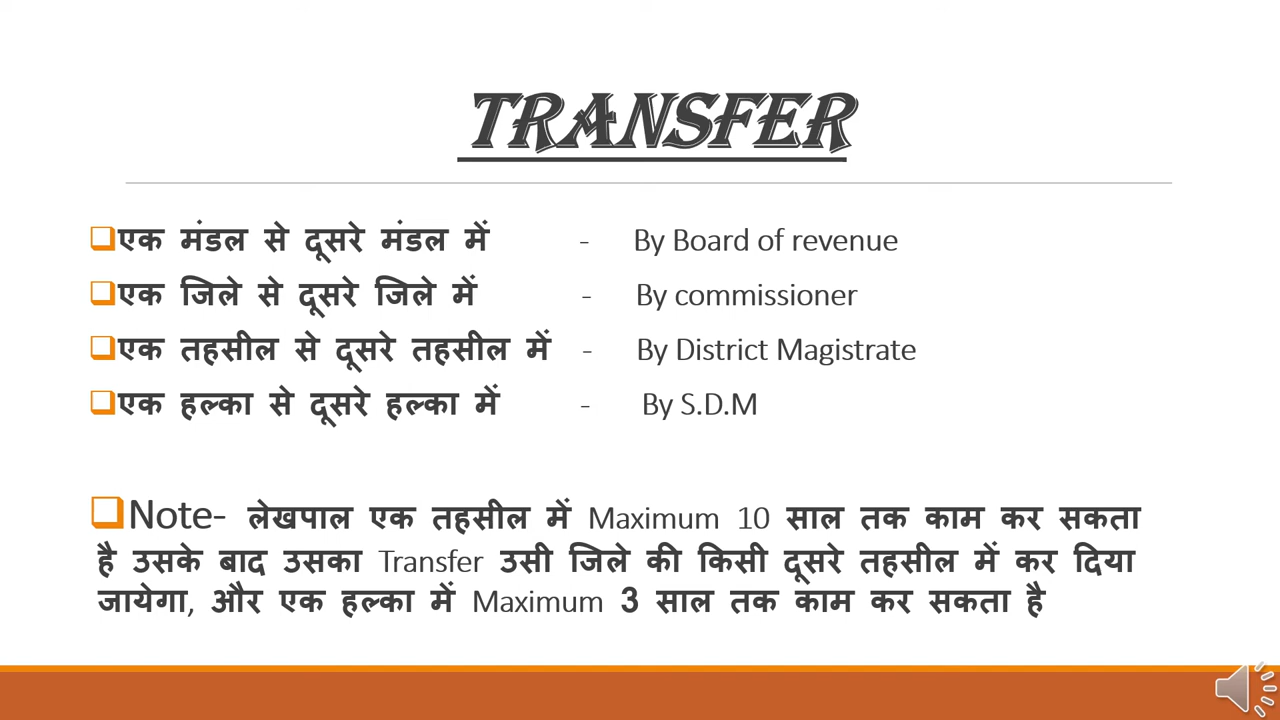 TRANSFER
एक मंडल से दूसरे मंडल में - By Board of revenue
एक जिले से दूसरे जिले में - By commissioner
एक तहसील से दूसरे तहसील में - By District Magistrate
एक हल्का से दूसरे हल्का में - By S.D.M
Note- लेखपाल एक तहसील में Maximum 10 साल तक काम कर सकता
है उसके बाद उसका Transfer उसी जिले की किसी दूसरे तहसील में कर दिया
जायेगा, और एक हल्का में Maximum 3 साल तक काम कर सकता है